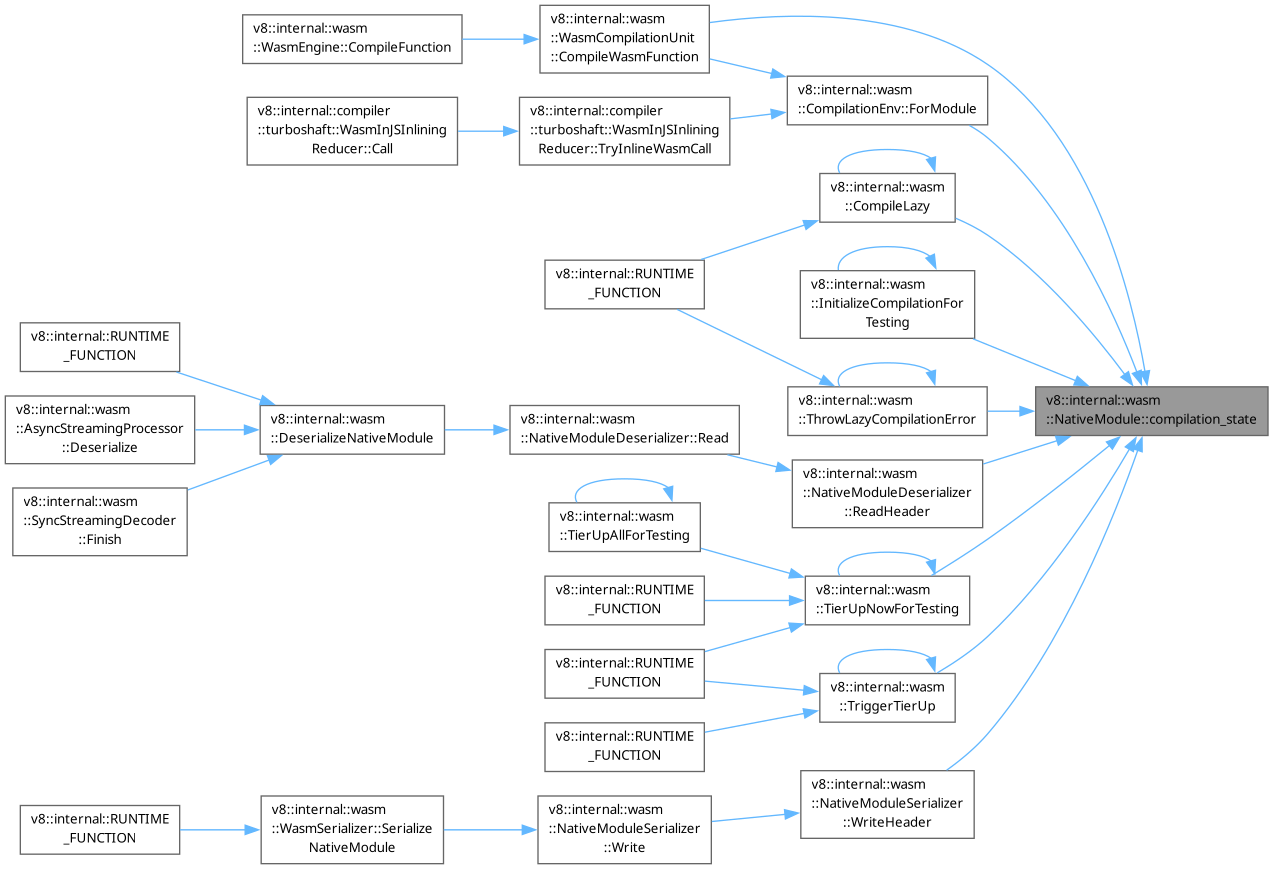 v8::internal::wasm
::WasmEngine::CompileFunction
v8::internal::wasm
::WasmCompilationUnit
::CompileWasmFunction
v8::internal::wasm
::CompilationEnv::ForModule
v8::internal::compiler
::turboshaft::WasmInJSInlining
Reducer::Call
v8::internal::compiler
::turboshaft::WasmInJSInlining
Reducer::TryInlineWasmCall
v8::internal::wasm
::CompileLazy
v8::internal::RUNTIME
_FUNCTION
v8::internal::wasm
::InitializeCompilationFor
Testing
v8::internal::RUNTIME
_FUNCTION
v8::internal::wasm
::ThrowLazyCompilationError
v8::internal::wasm
::NativeModule::compilation_state
v8::internal::wasm
::AsyncStreamingProcessor
::Deserialize
v8::internal::wasm
::DeserializeNativeModule
v8::internal::wasm
::NativeModuleDeserializer::Read
v8::internal::wasm
::NativeModuleDeserializer
::ReadHeader
v8::internal::wasm
::SyncStreamingDecoder
::Finish
v8::internal::wasm
::TierUpAllForTesting
v8::internal::RUNTIME
_FUNCTION
v8::internal::wasm
::TierUpNowForTesting
v8::internal::RUNTIME
_FUNCTION
v8::internal::wasm
::TriggerTierUp
v8::internal::RUNTIME
_FUNCTION
v8::internal::wasm
::NativeModuleSerializer
::WriteHeader
v8::internal::RUNTIME
_FUNCTION
v8::internal::wasm
::WasmSerializer::Serialize
NativeModule
v8::internal::wasm
::NativeModuleSerializer
::Write